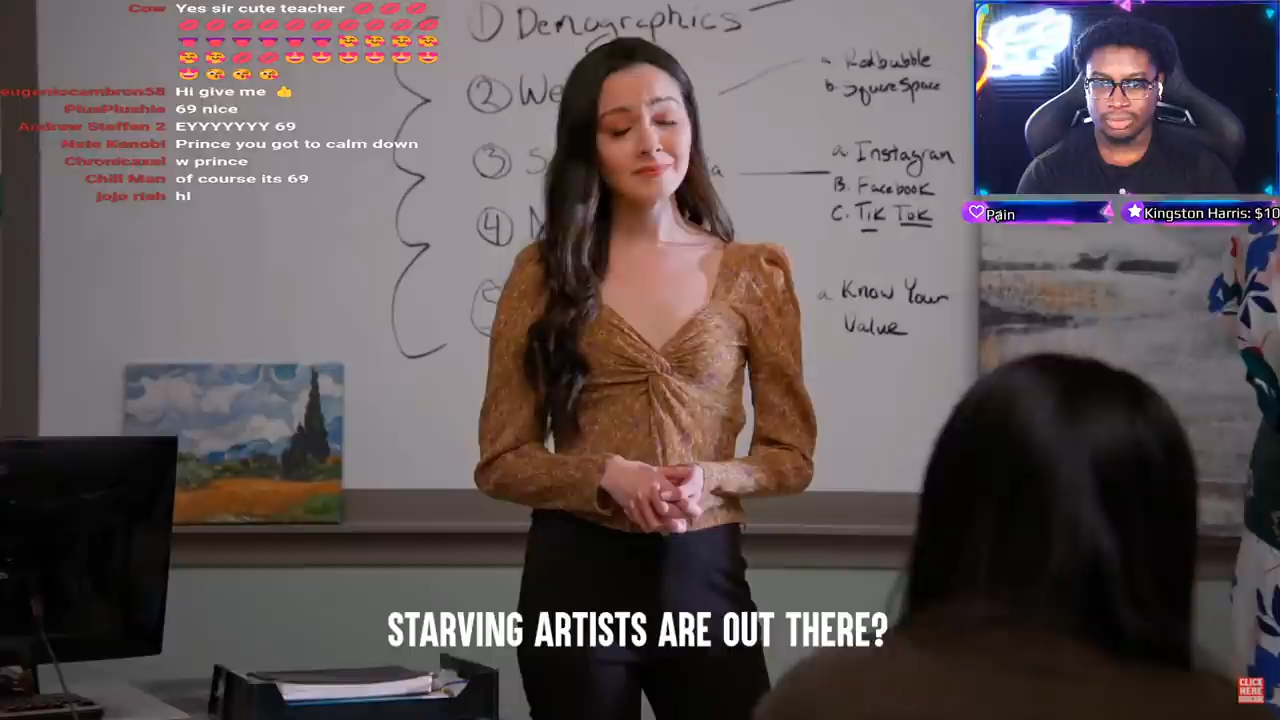 Cow Yes sir cute teacher
eugeniocambron58 Hi give me
PlusPlushie 69 nice
Andrew Steffen 2 EYYYYYYY 69
Nate Kenobi Prince you got to calm down
Chronicaxel w prince
Chill Man of course its 69
jojo rish hi
1 Demographics
2 We
a Redbubble
b. SquareSpace
3 S
a
a. Instagram
B. Facebook
C. Tik Tok
4
a Know Your
Value
Pain
Kingston Harris: $10
STARVING ARTISTS ARE OUT THERE?
CLICK
HERE